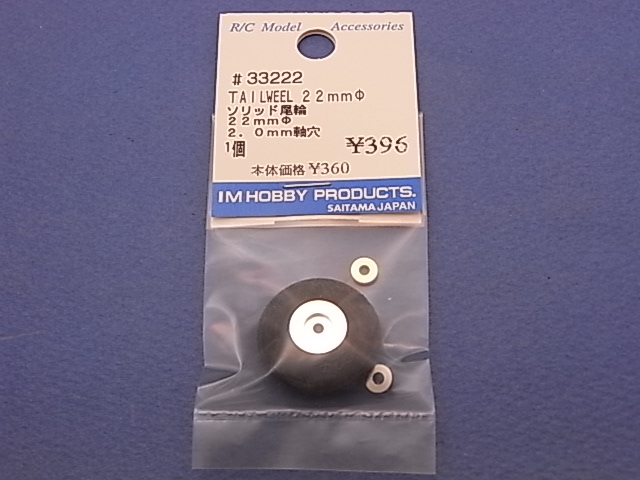 R/C Model Accessories
#33222
TAILWEEL 22mmΦ
ソリッド尾輪
22mmΦ
2.0mm軸穴
1個 ¥396
本体価格 ¥360
IM HOBBY PRODUCTS.
SAITAMA JAPAN